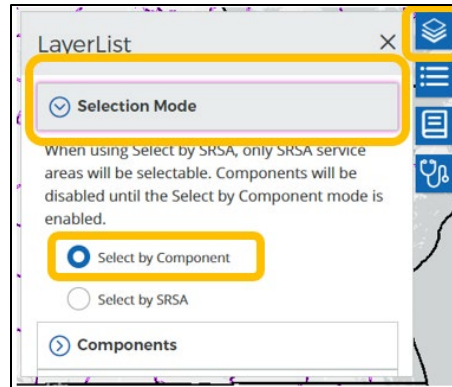 LayerList
Selection Mode
When using Select by SRSA, only SRSA service
areas will be selectable. Components will be
disabled until the Select by Component mode is
enabled.
Select by Component
Select by SRSA
Components